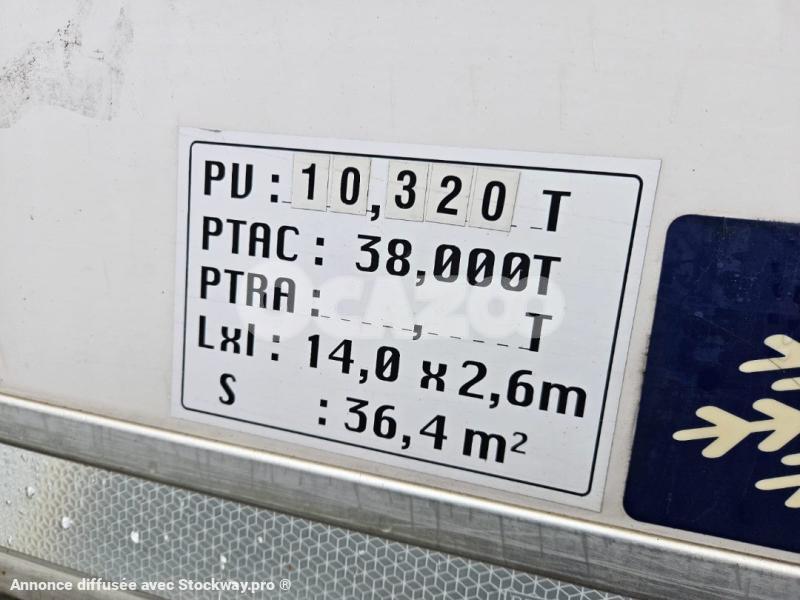 PV : 10,320 T
PTAC : 38,000T
PTRA : , T
Lxl : 14,0 x 2,6m
S : 36,4 m²
OCAZOO
Annonce diffusée avec Stockway.pro ®